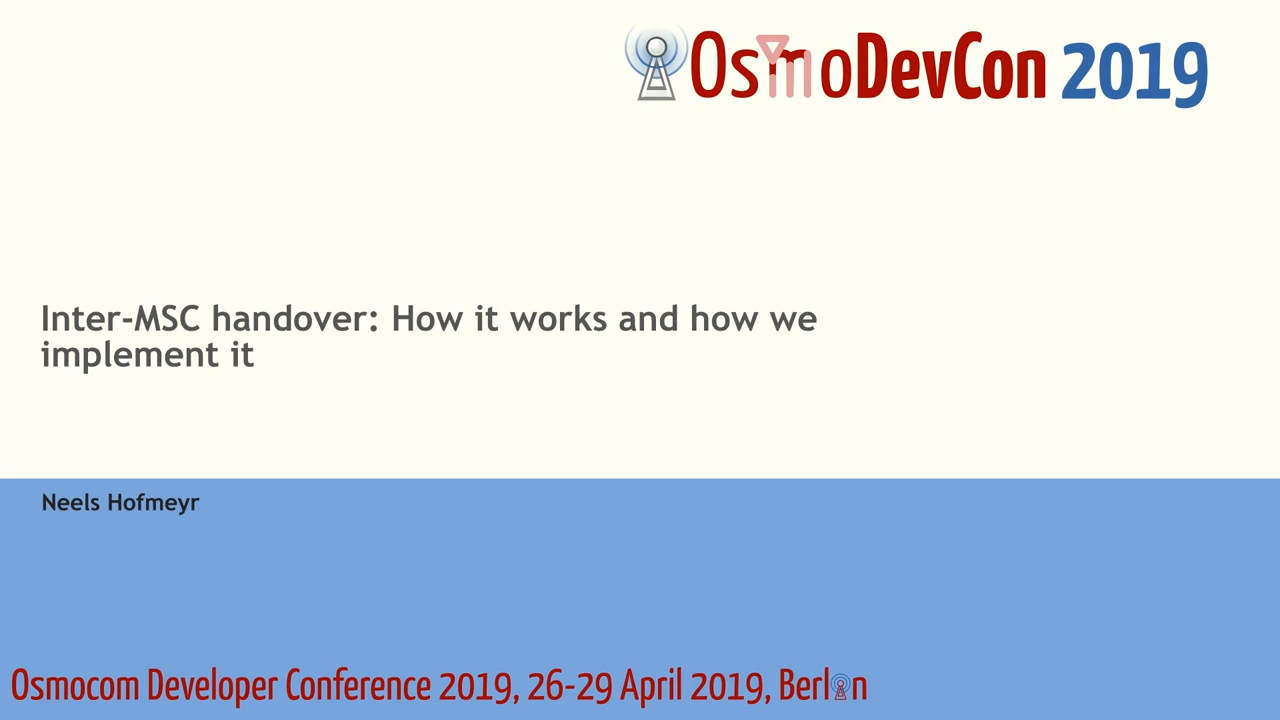 OsmoDevCon 2019
Inter-MSC handover: How it works and how we
implement it
Neels Hofmeyr
Osmocom Developer Conference 2019, 26-29 April 2019, Berlin